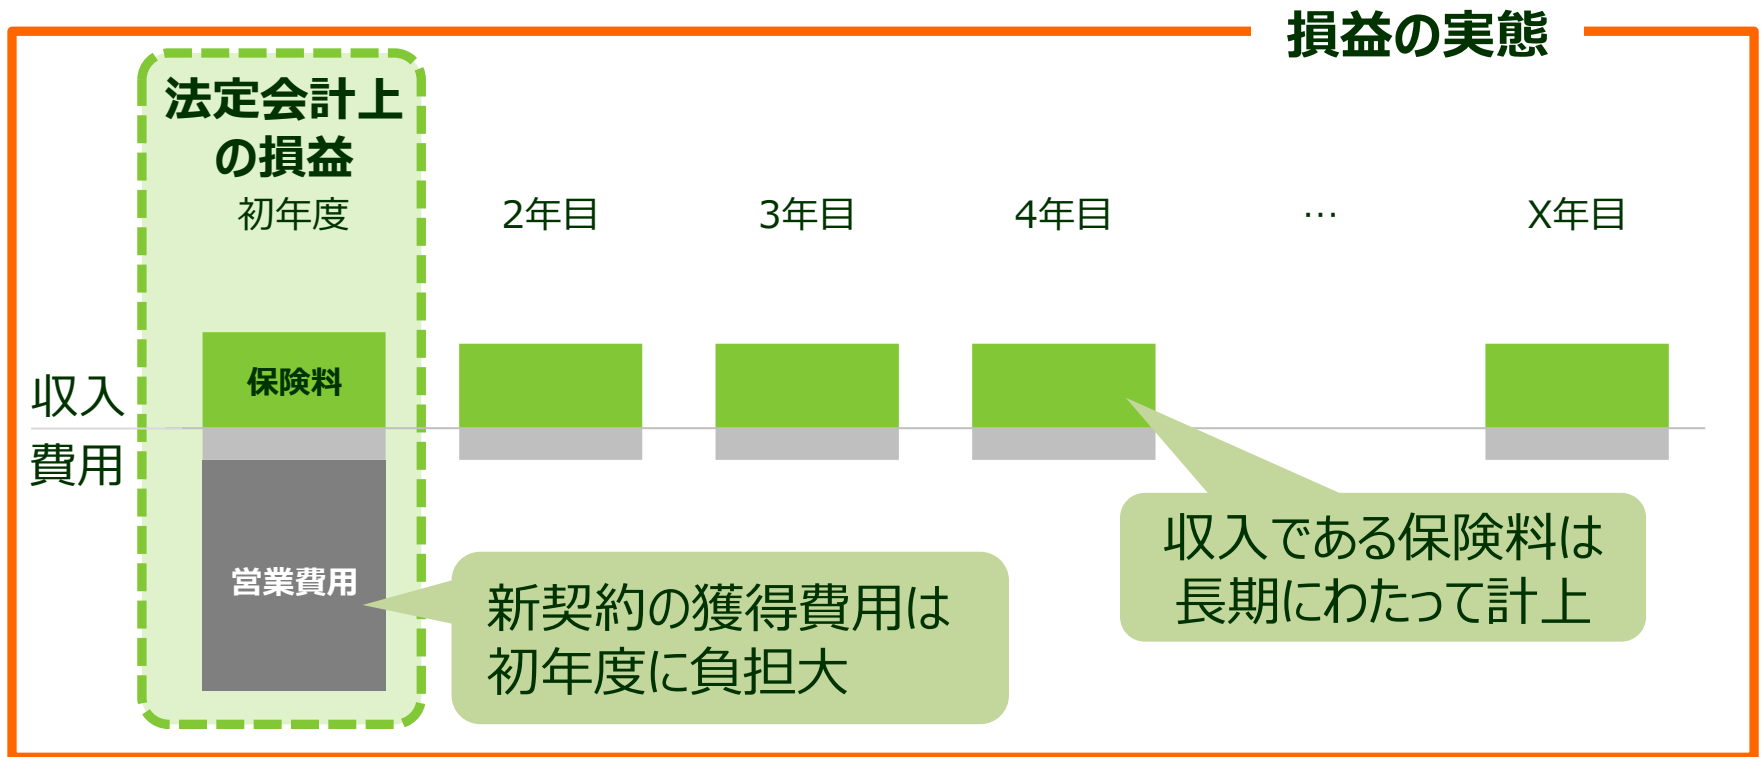 損益の実態
法定会計上
の損益
初年度
2年目
3年目
4年目
…
X年目
保険料
収入
費用
営業費用
新契約の獲得費用は
初年度に負担大
収入である保険料は
長期にわたって計上